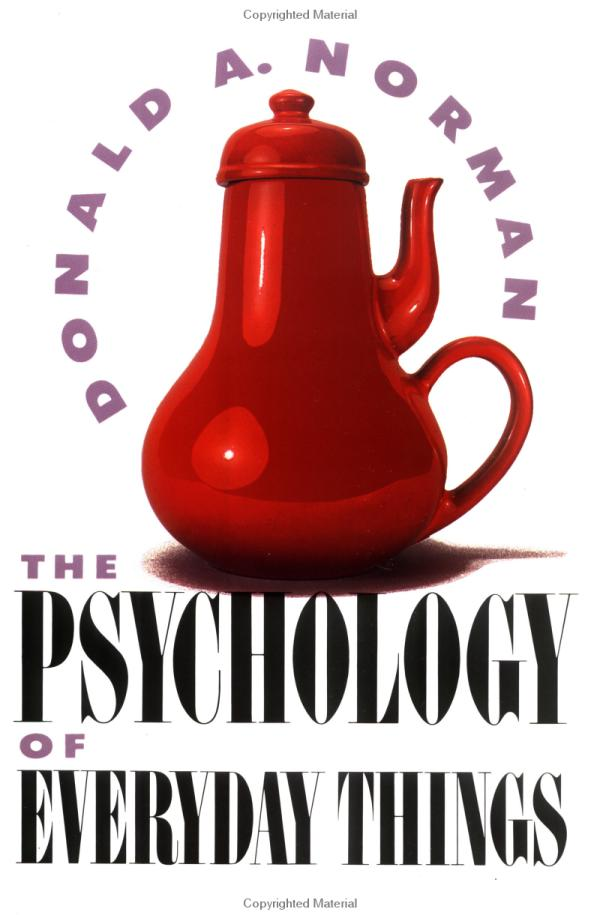 Copyrighted Material
DONALD A. NORMAN
THE
PSYCHOLOGY
OF
EVERYDAY THINGS
Copyrighted Material